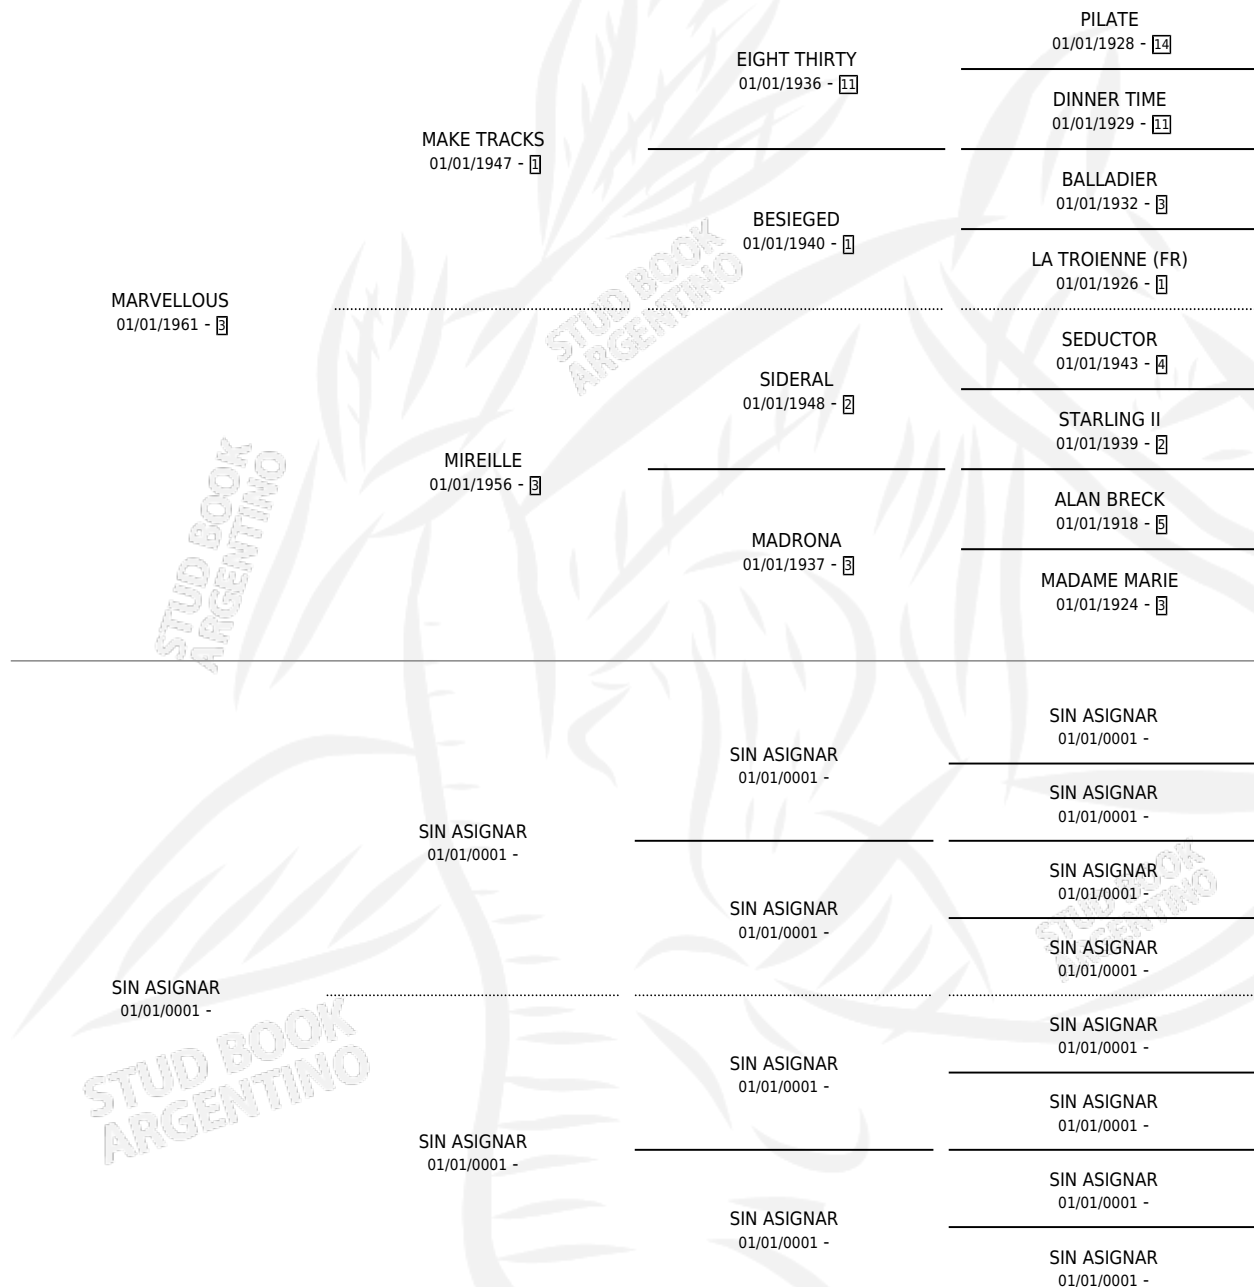 PILATE
01/01/1928 - 14
EIGHT THIRTY
01/01/1936 - 11
DINNER TIME
01/01/1929 - 11
MAKE TRACKS
01/01/1947 - 1
BALLADIER
01/01/1932 - 3
BESIEGED
01/01/1940 - 1
LA TROIENNE (FR)
01/01/1926 - 1
MARVELLOUS
01/01/1961 - 3
STUD BOOK
ARGENTINO
SEDUCTOR
01/01/1943 - 4
SIDERAL
01/01/1948 - 2
STARLING II
01/01/1939 - 2
MIREILLE
01/01/1956 - 3
ALAN BRECK
01/01/1918 - 5
MADRONA
01/01/1937 - 3
MADAME MARIE
01/01/1924 - 3
STUD BOOK
ARGENTINO
SIN ASIGNAR
01/01/0001 -
SIN ASIGNAR
01/01/0001 -
SIN ASIGNAR
01/01/0001 -
SIN ASIGNAR
01/01/0001 -
SIN ASIGNAR
01/01/0001 -
SIN ASIGNAR
01/01/0001 -
SIN ASIGNAR
01/01/0001 -
STUD BOOK
ARGENTINO
SIN ASIGNAR
01/01/0001 -
STUD BOOK
ARGENTINO
SIN ASIGNAR
01/01/0001 -
SIN ASIGNAR
01/01/0001 -
SIN ASIGNAR
01/01/0001 -
SIN ASIGNAR
01/01/0001 -
SIN ASIGNAR
01/01/0001 -
SIN ASIGNAR
01/01/0001 -
SIN ASIGNAR
01/01/0001 -